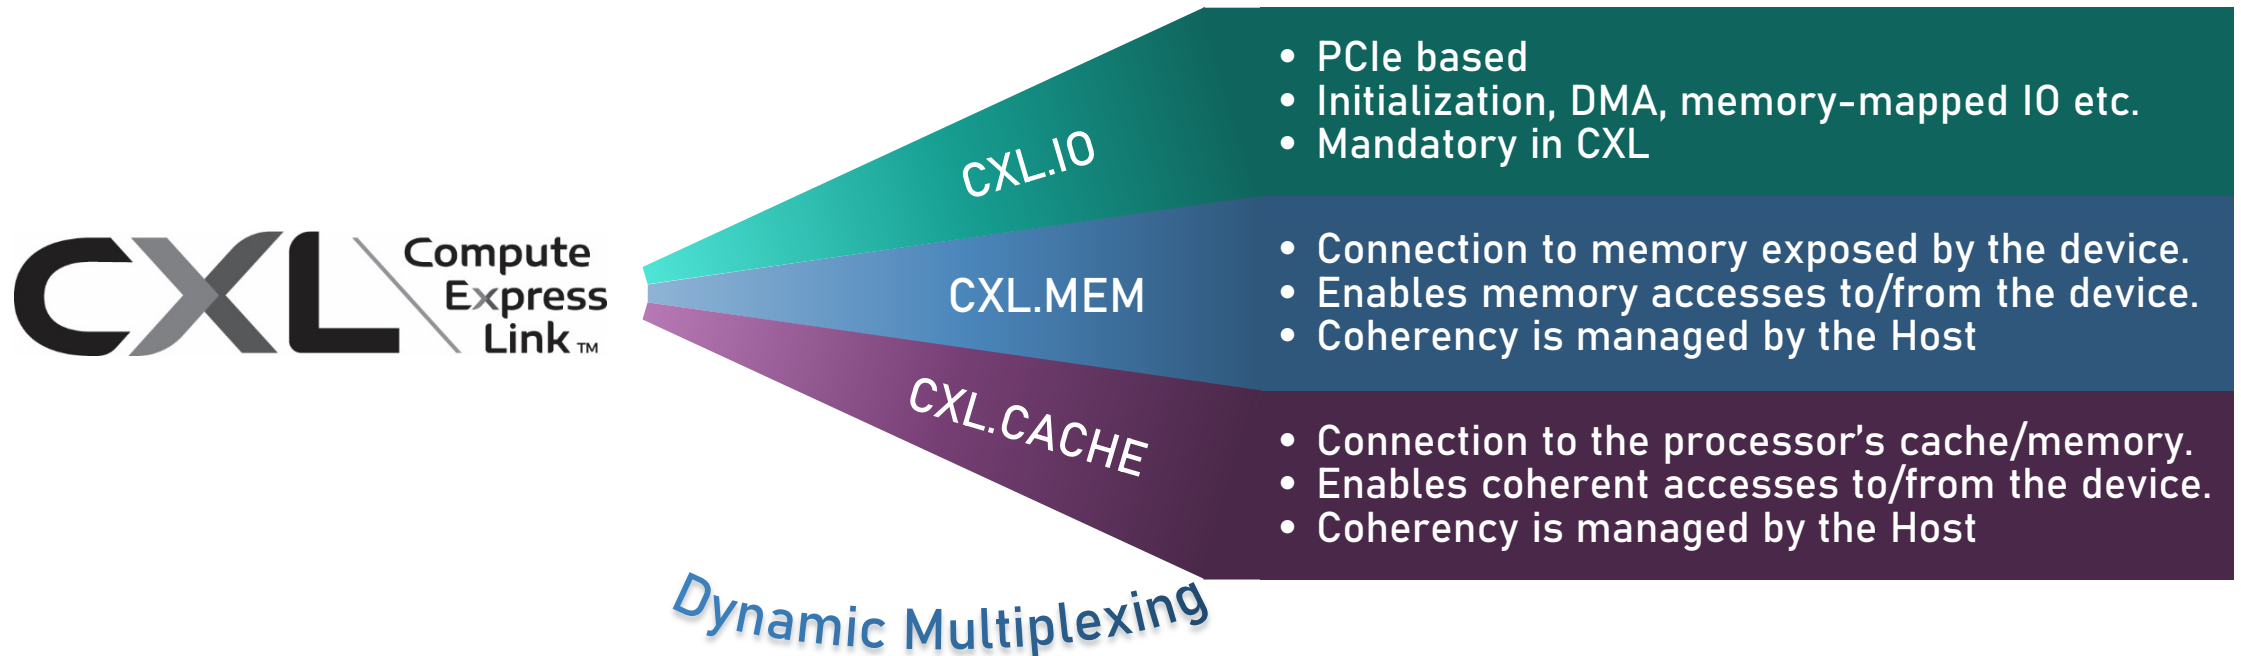 CXL
Compute
Express
Link ™
CXL.IO
• PCIe based
• Initialization, DMA, memory-mapped IO etc.
• Mandatory in CXL
CXL.MEM
• Connection to memory exposed by the device.
• Enables memory accesses to/from the device.
• Coherency is managed by the Host
CXL.CACHE
• Connection to the processor’s cache/memory.
• Enables coherent accesses to/from the device.
• Coherency is managed by the Host
Dynamic Multiplexing